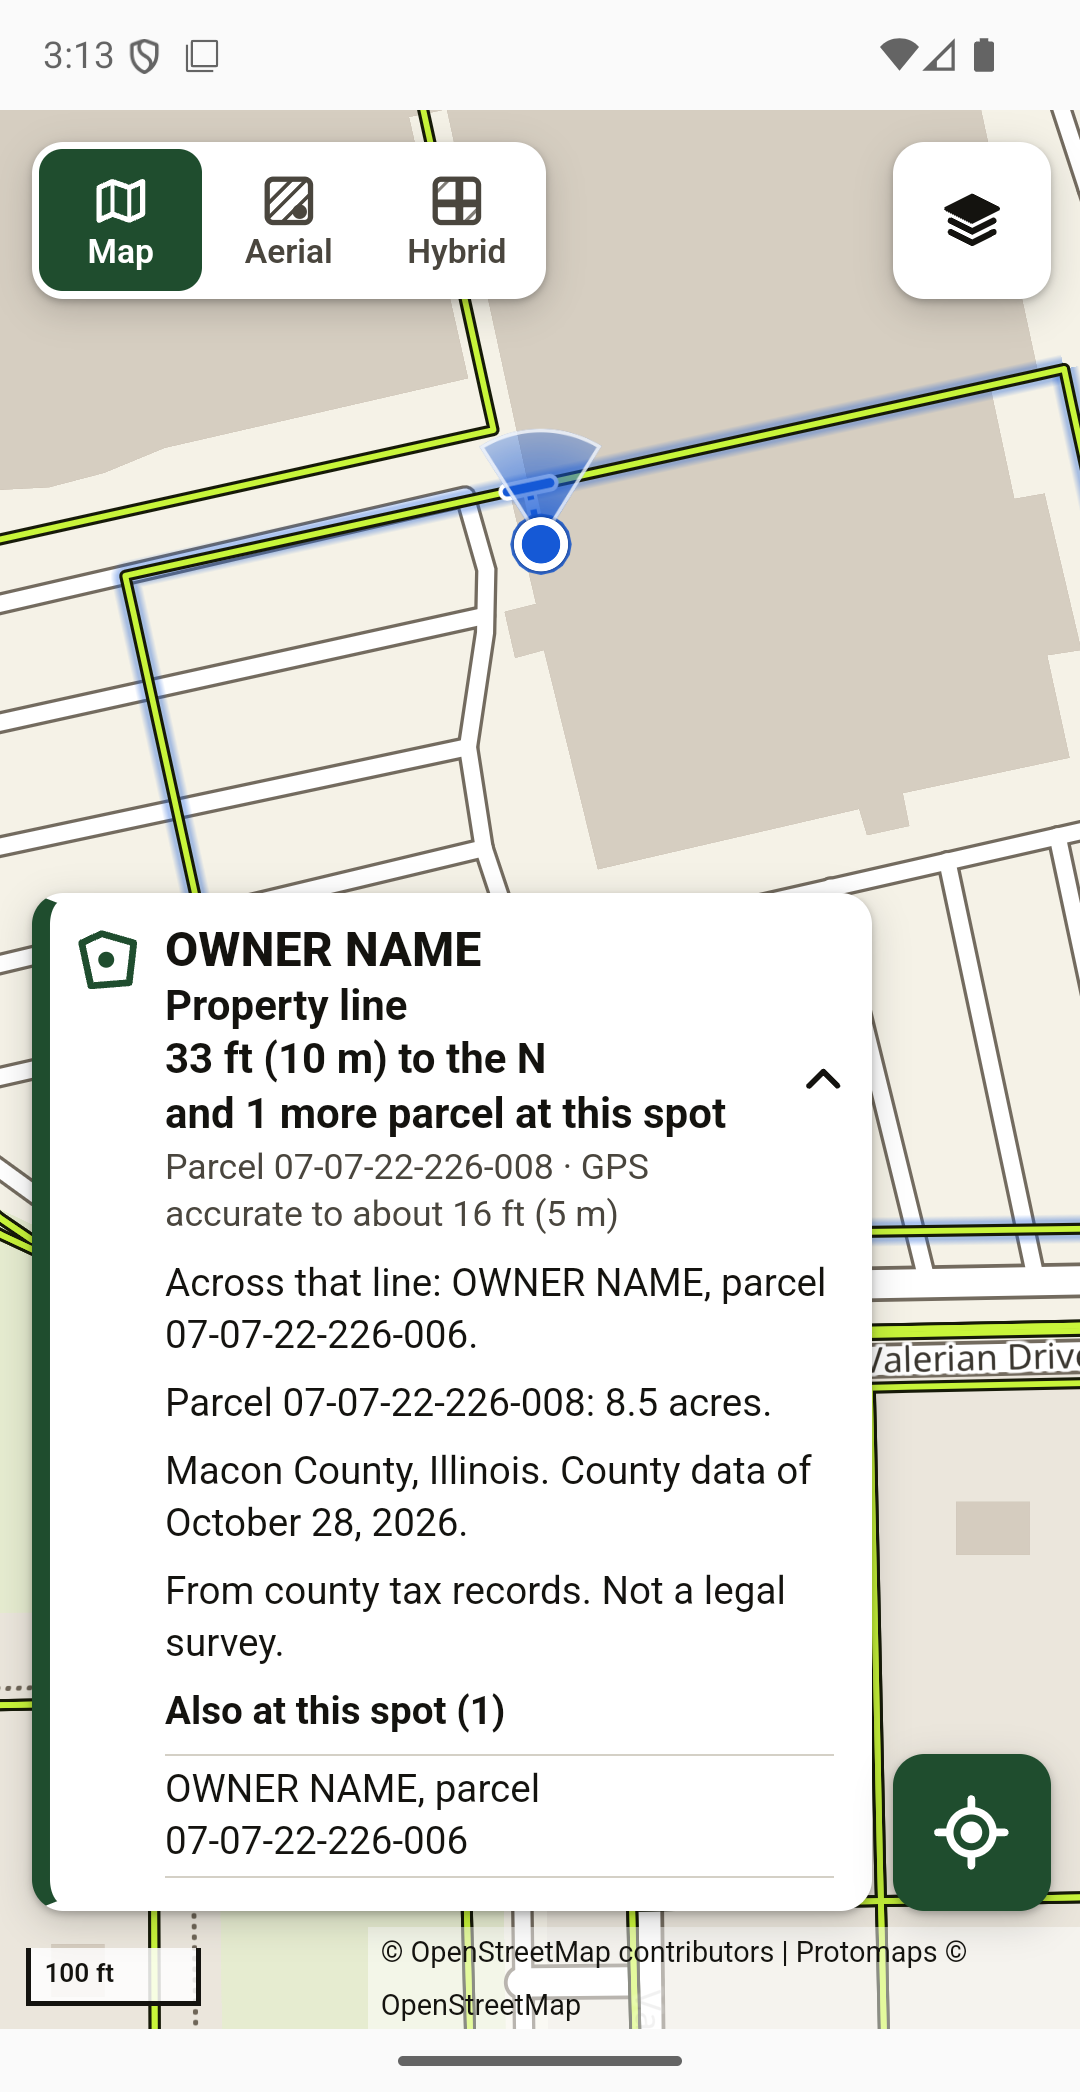 3:13
Map
Aerial
Hybrid
OWNER NAME
Property line
33 ft (10 m) to the N
and 1 more parcel at this spot
Parcel 07-07-22-226-008 · GPS
accurate to about 16 ft (5 m)
Across that line: OWNER NAME, parcel
07-07-22-226-006.
Parcel 07-07-22-226-008: 8.5 acres.
Macon County, Illinois. County data of
October 28, 2026.
From county tax records. Not a legal
survey.
Also at this spot (1)
OWNER NAME, parcel
07-07-22-226-006
Valerian Drive
100 ft
© OpenStreetMap contributors | Protomaps ©
OpenStreetMap